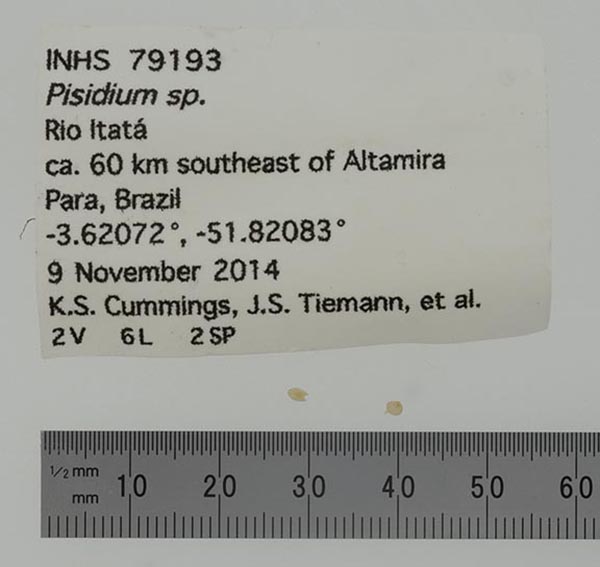 INHS 79193
Pisidium sp.
Rio Itatá
ca. 60 km southeast of Altamira
Para, Brazil
-3.62072°, -51.82083°
9 November 2014
K.S. Cummings, J.S. Tiemann, et al.
2V 6L 2SP
1/2 mm
mm 10 20 30 40 50 60